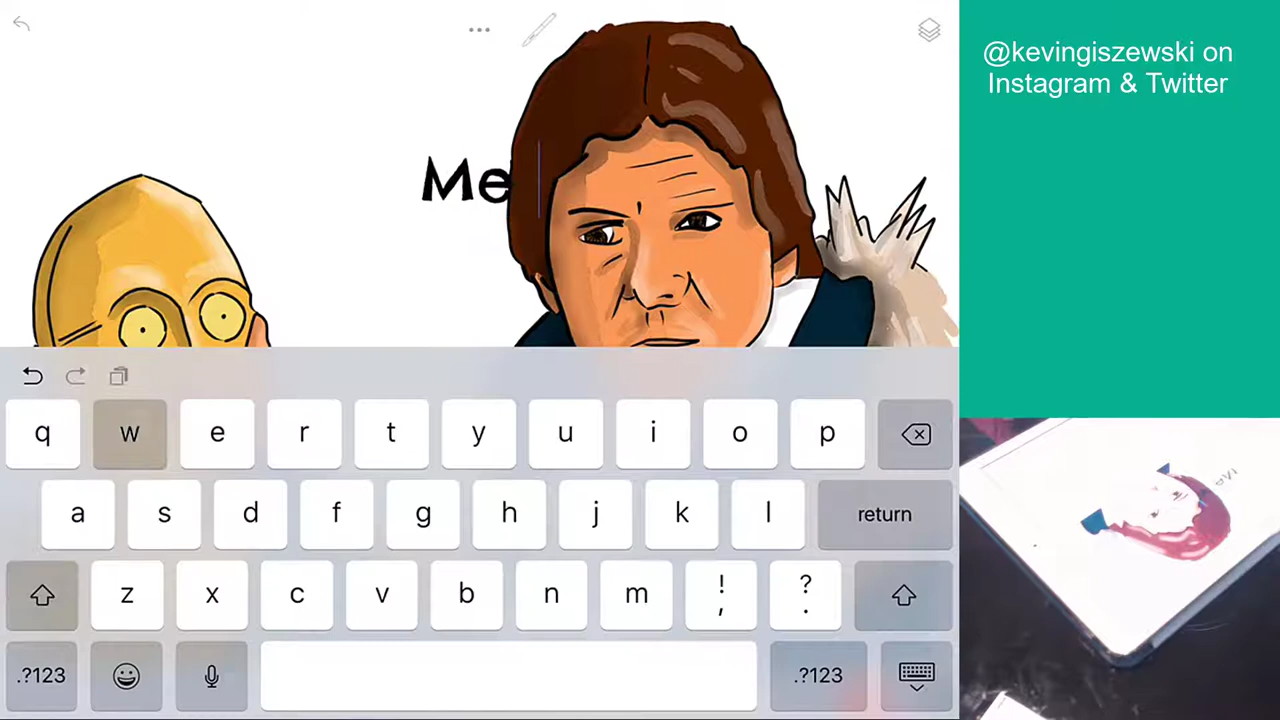 @kevingiszewski on
Instagram & Twitter
Me
q w e r t y u i o p
a s d f g h j k l return
z x c v b n m ! , ? .
.?123 .?123